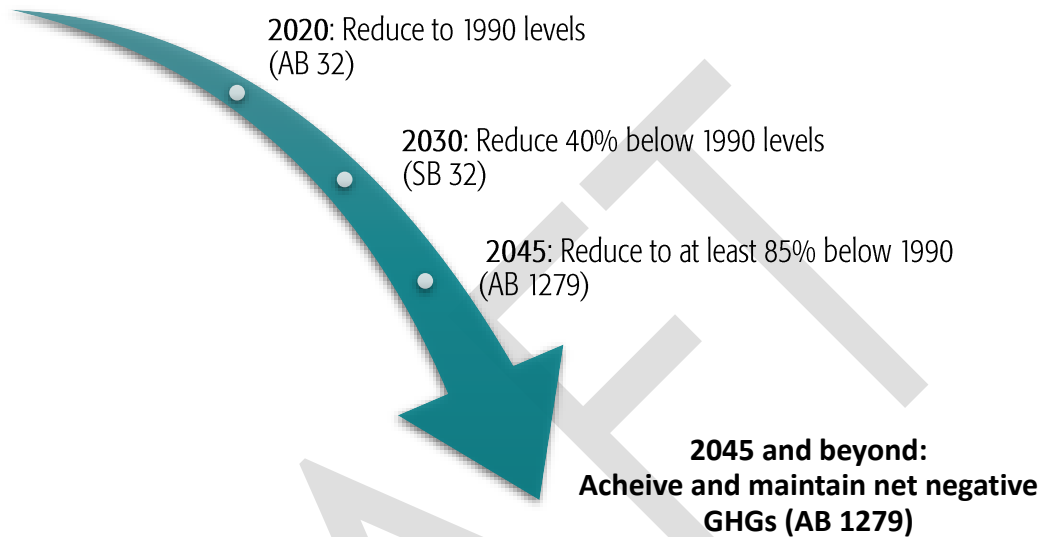 2020: Reduce to 1990 levels
(AB 32)
2030: Reduce 40% below 1990 levels
(SB 32)
2045: Reduce to at least 85% below 1990
(AB 1279)
2045 and beyond:
Acheive and maintain net negative
GHGs (AB 1279)